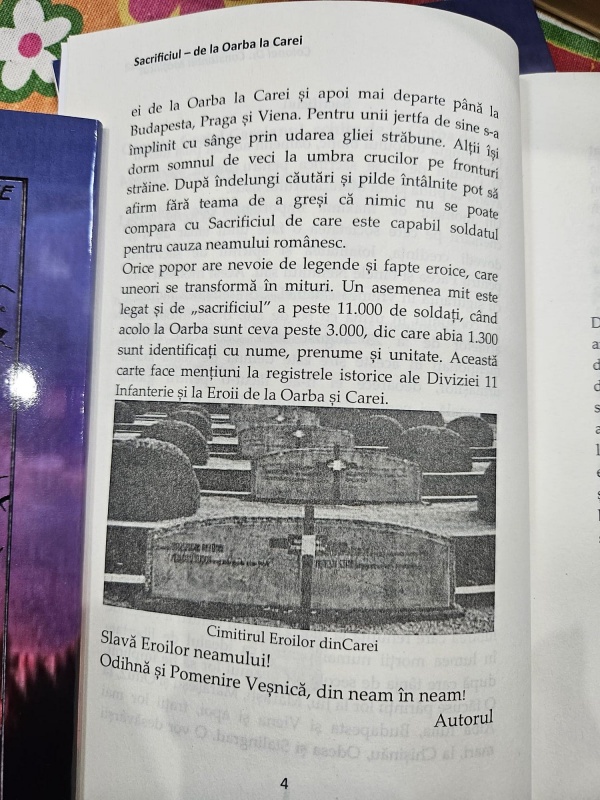 Sacrificiul – de la Oarba la Carei
ei de la Oarba la Carei și apoi mai departe până la
Budapesta, Praga și Viena. Pentru unii jertfa de sine s-a
împlinit cu sânge prin udarea gliei străbune. Alții își
dorm somnul de veci la umbra crucilor pe fronturi
străine. După îndelungi căutări și pilde întâlnite pot să
afirm fără teama de a greși că nimic nu se poate
compara cu Sacrificiul de care este capabil soldatul
pentru cauza neamului românesc.
Orice popor are nevoie de legende și fapte eroice, care
uneori se transformă în mituri. Un asemenea mit este
legat și de „sacrificiul" a peste 11.000 de soldați, când
acolo la Oarba sunt ceva peste 3.000, dic care abia 1.300
sunt identificați cu nume, prenume și unitate. Această
carte face mențiuni la registrele istorice ale Diviziei 11
Infanterie și la Eroii de la Oarba și Carei.
Cimitirul Eroilor dinCarei
Slavă Eroilor neamului!
Odihnă și Pomenire Veșnică, din neam în neam!
Autorul
4